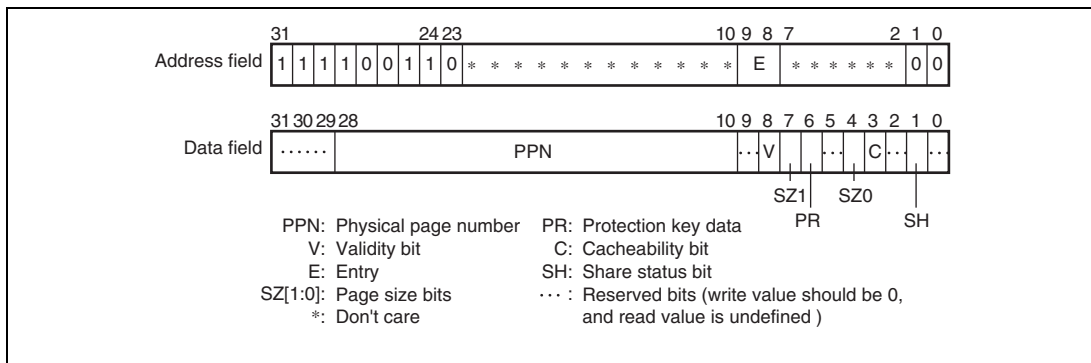 31 24 23 10 9 8 7 2 1 0
Address field 1 1 1 1 0 0 1 1 0 * * * * * * * * * * * * * E * * * * * * 0 0
31 30 29 28 10 9 8 7 6 5 4 3 2 1 0
Data field ······ PPN ··· V ··· C ··· ···
SZ1 SZ0
PR SH
PPN: Physical page number PR: Protection key data
V: Validity bit C: Cacheability bit
E: Entry SH: Share status bit
SZ[1:0]: Page size bits ··· : Reserved bits (write value should be 0,
*: Don't care and read value is undefined )